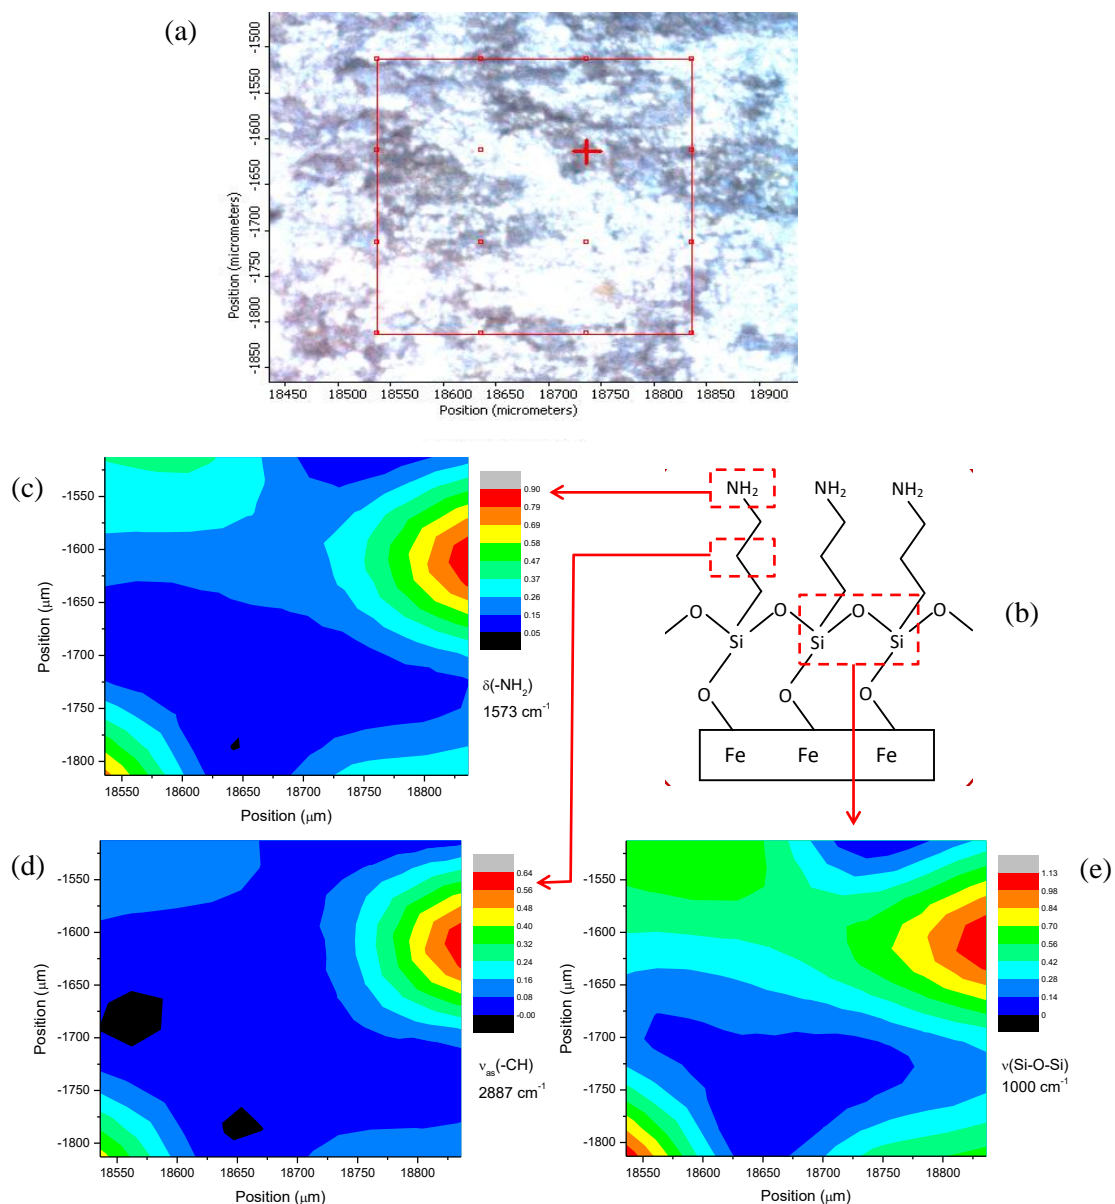 (a)
-1500
-1550
-1600
-1650
-1700
-1750
-1800
-1850
Position (micrometers)
18450 18500 18550 18600 18650 18700 18750 18800 18850 18900
Position (micrometers)
(c)
-1550
-1600
-1650
-1700
-1750
-1800
Position (µm)
18550 18600 18650 18700 18750 18800
Position (µm)
0.90
0.79
0.69
0.58
0.47
0.37
0.26
0.15
0.05
δ(-NH₂)
1573 cm⁻¹
(b)
NH₂ NH₂ NH₂
O O O O
Si Si Si
O O O
Fe Fe Fe
(d)
-1550
-1600
-1650
-1700
-1750
-1800
Position (µm)
18550 18600 18650 18700 18750 18800
Position (µm)
0.64
0.56
0.48
0.40
0.32
0.24
0.16
0.08
-0.00
νas(-CH)
2887 cm⁻¹
(e)
-1550
-1600
-1650
-1700
-1750
-1800
Position (µm)
18550 18600 18650 18700 18750 18800
Position (µm)
1.13
0.98
0.84
0.70
0.56
0.42
0.28
0.14
0
ν(Si-O-Si)
1000 cm⁻¹